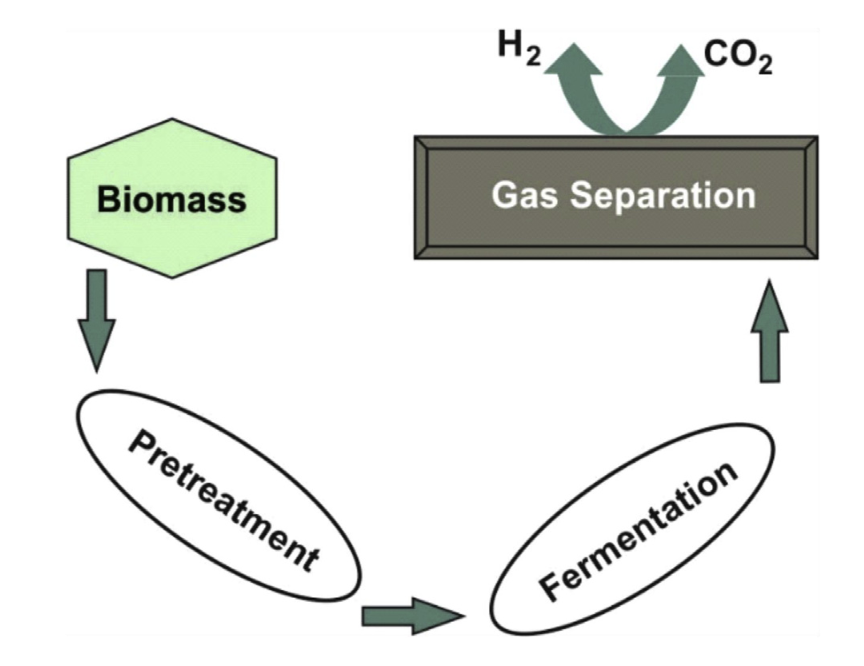 H₂
CO₂
Biomass
Gas Separation
Pretreatment
Fermentation